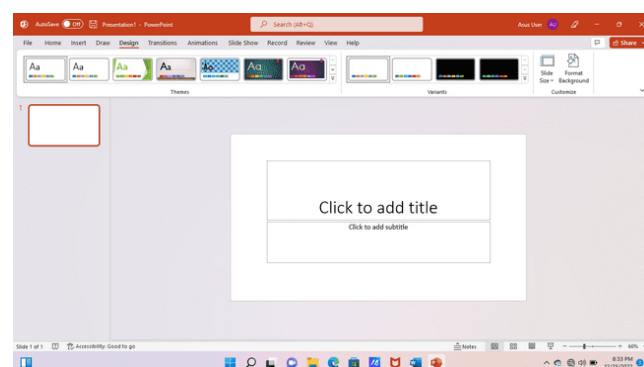 AutoSave Off Presentation1 - PowerPoint Search (Alt+Q) Asus User AU
File Home Insert Draw Design Transitions Animations Slide Show Record Review View Help Share
Aa Aa Aa Aa Aa Aa Aa
Slide Size Format Background
Themes Variants Customize
1
Click to add title
Click to add subtitle
Slide 1 of 1 Accessibility: Good to go Notes 60%
8:33 PM